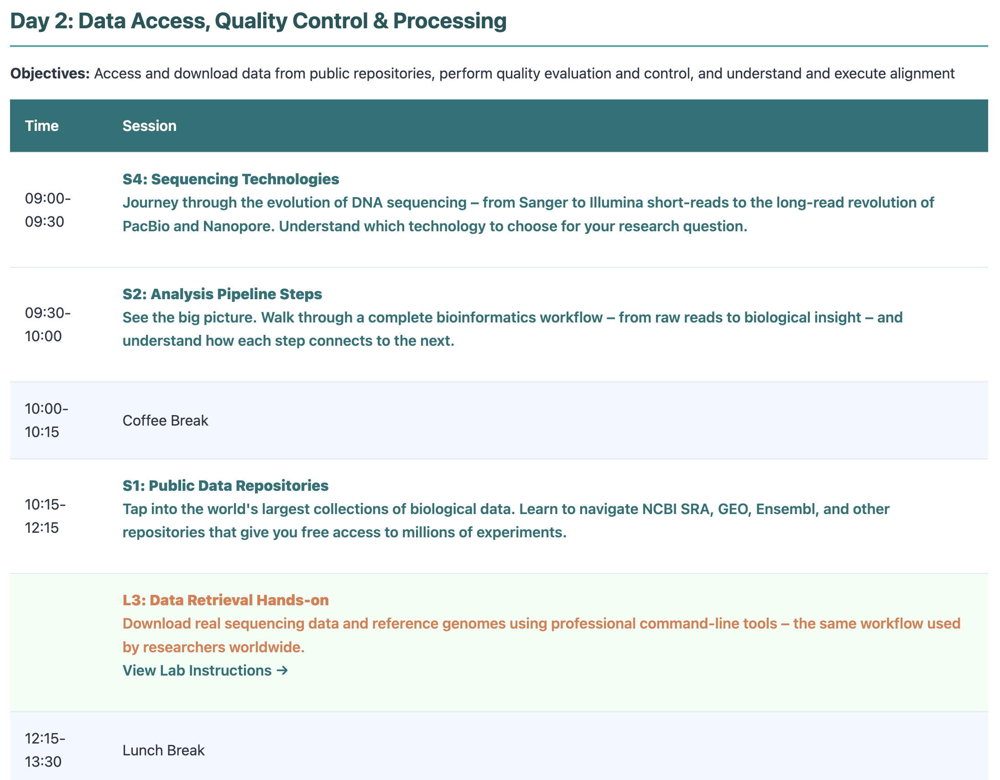 Day 2: Data Access, Quality Control & Processing
Objectives: Access and download data from public repositories, perform quality evaluation and control, and understand and execute alignment
Time Session
09:00-
09:30
S4: Sequencing Technologies
Journey through the evolution of DNA sequencing – from Sanger to Illumina short-reads to the long-read revolution of
PacBio and Nanopore. Understand which technology to choose for your research question.
09:30-
10:00
S2: Analysis Pipeline Steps
See the big picture. Walk through a complete bioinformatics workflow – from raw reads to biological insight – and
understand how each step connects to the next.
10:00-
10:15
Coffee Break
10:15-
12:15
S1: Public Data Repositories
Tap into the world's largest collections of biological data. Learn to navigate NCBI SRA, GEO, Ensembl, and other
repositories that give you free access to millions of experiments.
L3: Data Retrieval Hands-on
Download real sequencing data and reference genomes using professional command-line tools – the same workflow used
by researchers worldwide.
View Lab Instructions →
12:15-
13:30
Lunch Break